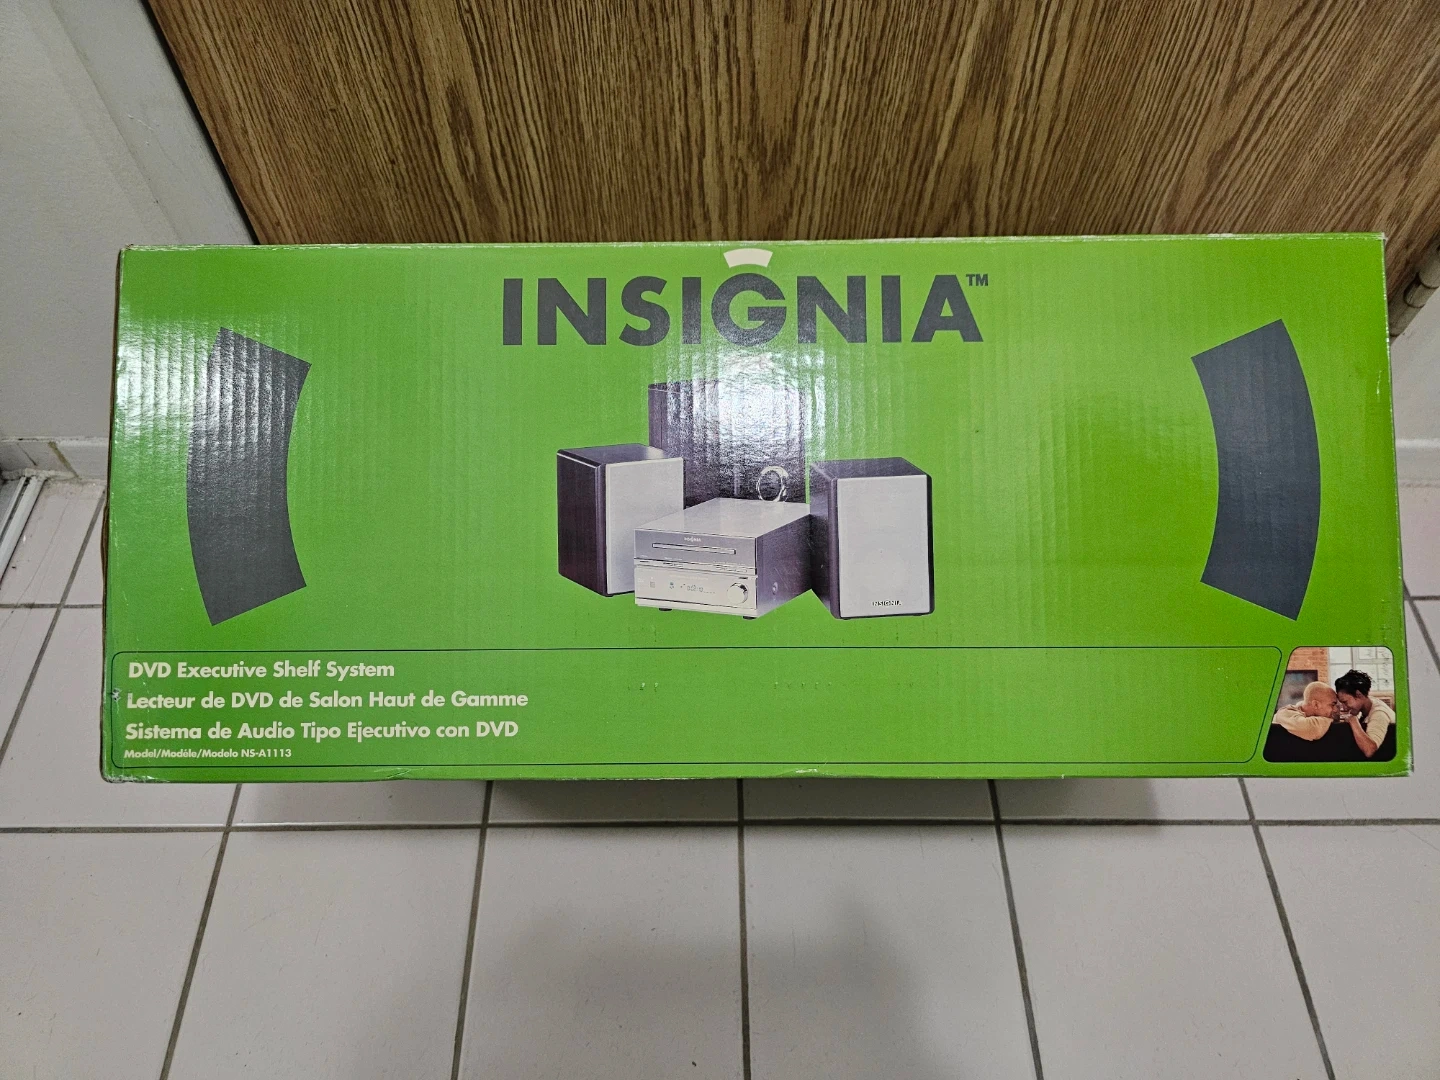 INSIGNIA™
INSIGNIA
DVD Executive Shelf System
Lecteur de DVD de Salon Haut de Gamme
Sistema de Audio Tipo Ejecutivo con DVD
Model/Modèle/Modelo NS-A1113